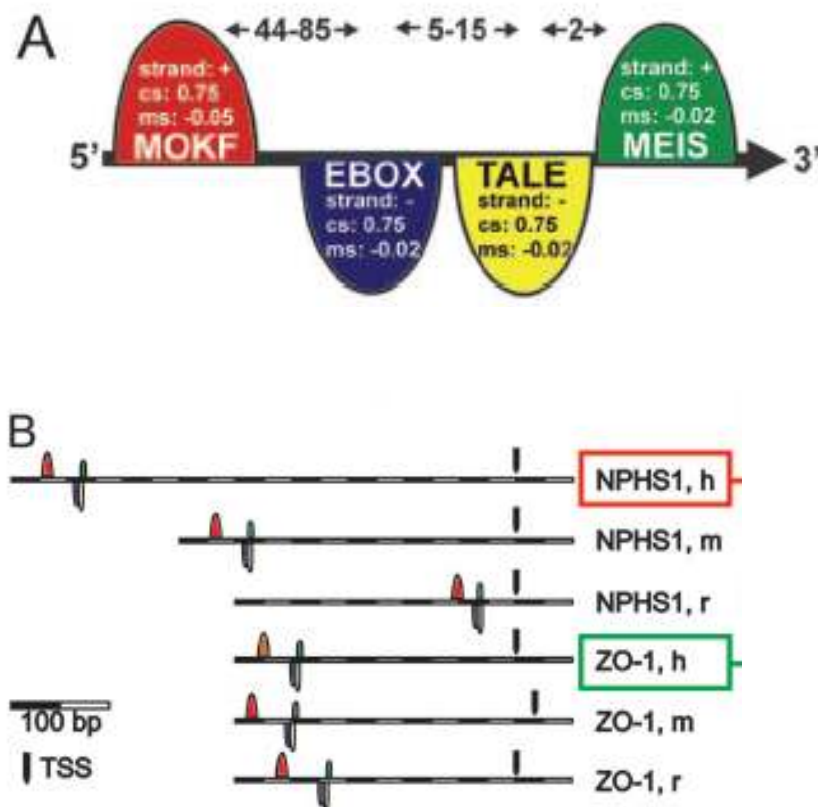 A
44-85
5-15
2
strand: +
cs: 0.75
ms: -0.05
MOKF
strand: +
cs: 0.75
ms: -0.02
MEIS
5'
3'
EBOX
strand: -
cs: 0.75
ms: -0.02
TALE
strand: -
cs: 0.75
ms: -0.02
B
NPHS1, h
NPHS1, m
NPHS1, r
ZO-1, h
ZO-1, m
ZO-1, r
100 bp
TSS